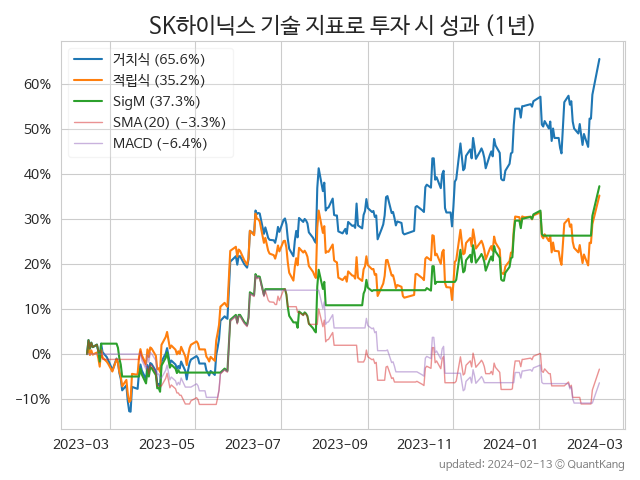 SK하이닉스 기술 지표로 투자 시 성과 (1년)
거치식 (65.6%)
적립식 (35.2%)
SigM (37.3%)
SMA(20) (−3.3%)
MACD (−6.4%)
60%
50%
40%
30%
20%
10%
0%
−10%
2023-03 2023-05 2023-07 2023-09 2023-11 2024-01 2024-03
updated: 2024-02-13 © QuantKang